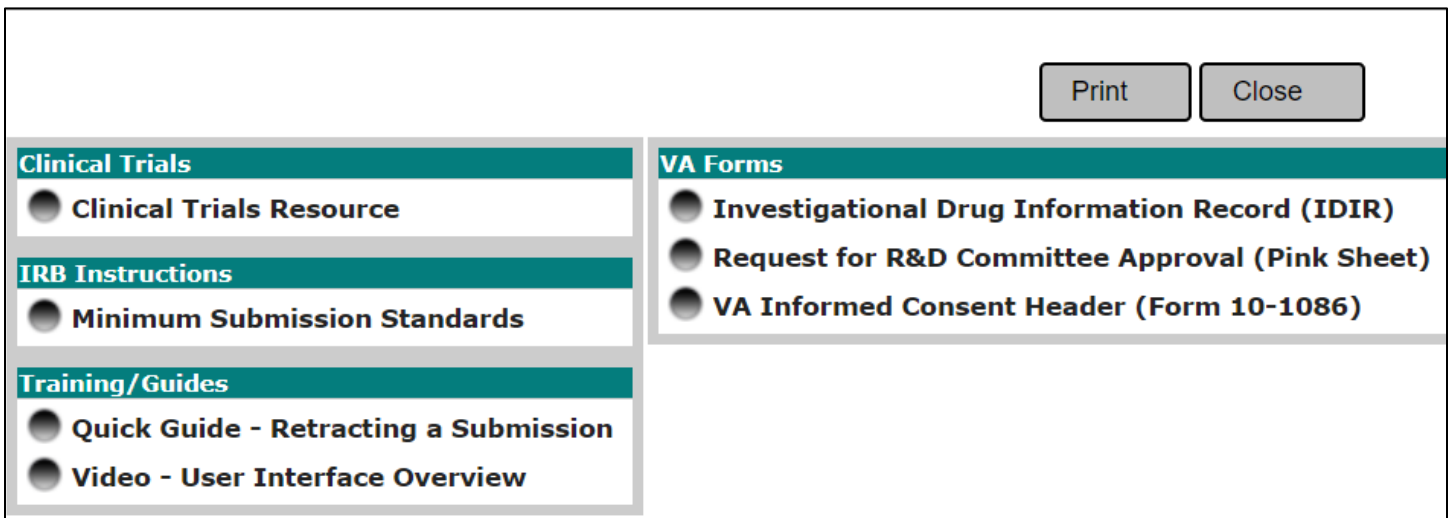 Print
Close
Clinical Trials
Clinical Trials Resource
IRB Instructions
Minimum Submission Standards
Training/Guides
Quick Guide - Retracting a Submission
Video - User Interface Overview
VA Forms
Investigational Drug Information Record (IDIR)
Request for R&D Committee Approval (Pink Sheet)
VA Informed Consent Header (Form 10-1086)